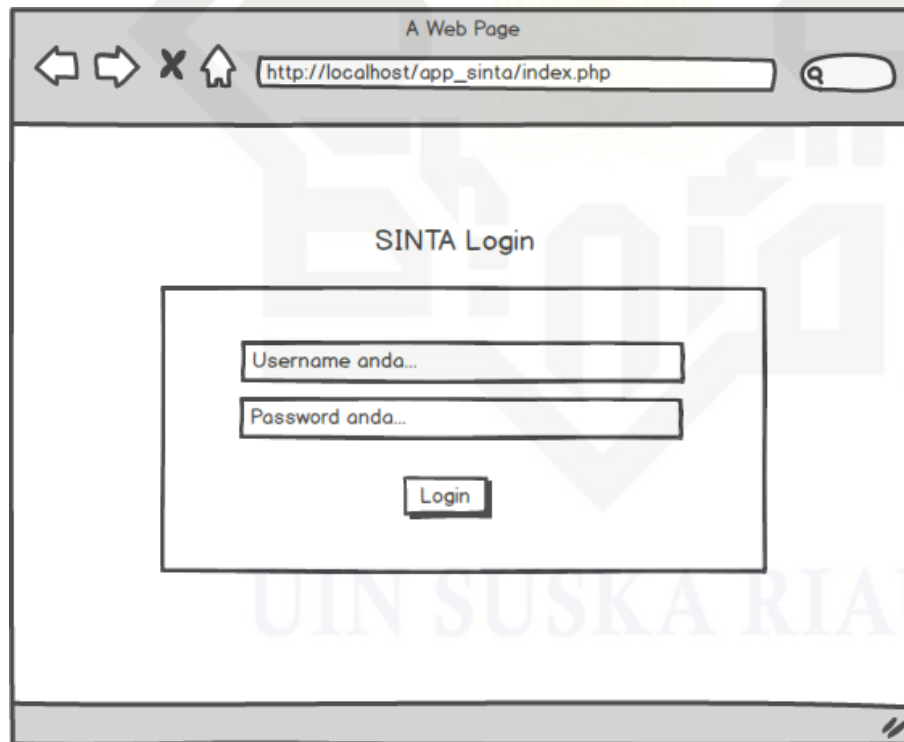 A Web Page
http://localhost/app_sinta/index.php
SINTA Login
Username anda...
Password anda...
Login
UIN SUSKA RIAU